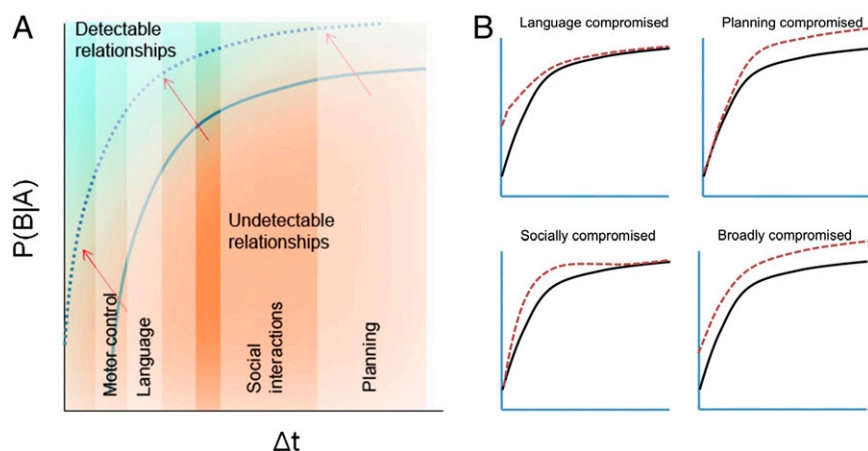 A
Detectable
relationships
P(B|A)
Undetectable
relationships
Motor control
Language
Social
interactions
Planning
Δt
B
Language compromised
Planning compromised
Socially compromised
Broadly compromised